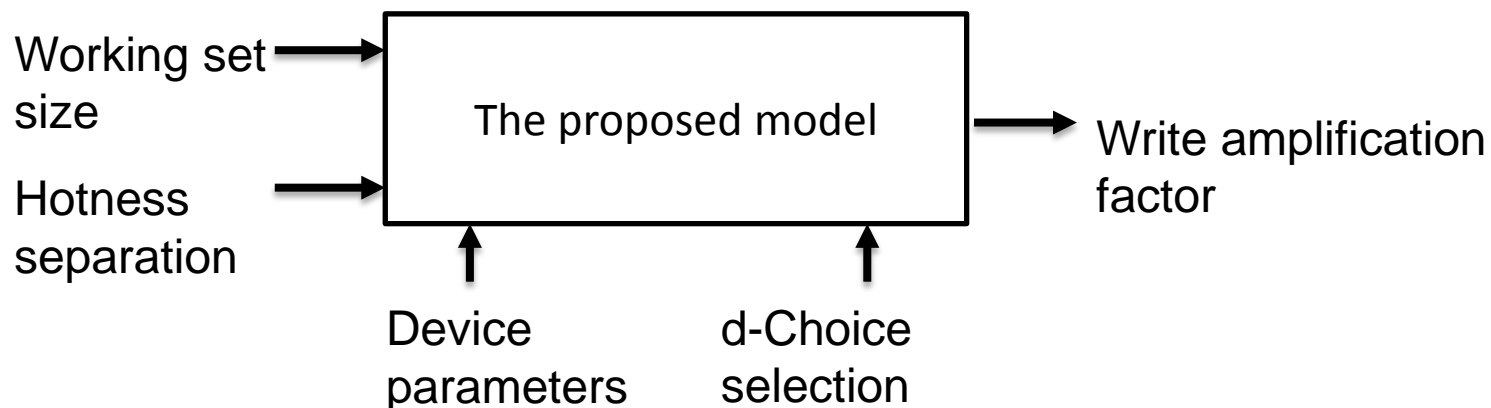 Working set
size
The proposed model
Write amplification
factor
Hotness
separation
Device
parameters
d-Choice
selection